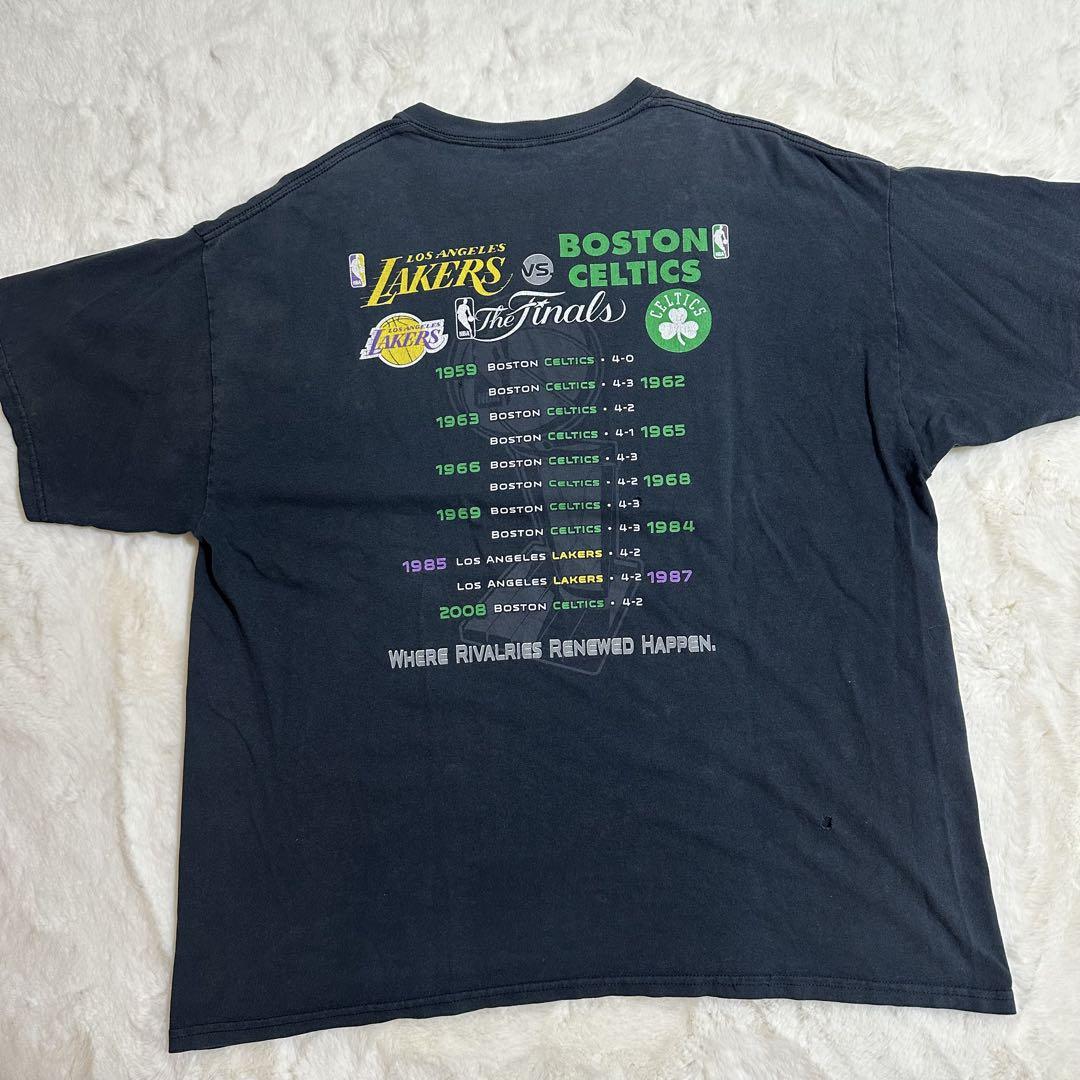 LOS ANGELES
LAKERS
VS.
BOSTON
CELTICS
NBA
NBA
LOS ANGELES
LAKERS
NBA
The Finals
CELTICS
1959 BOSTON CELTICS • 4-0
BOSTON CELTICS • 4-3 1962
1963 BOSTON CELTICS • 4-2
BOSTON CELTICS • 4-1 1965
1966 BOSTON CELTICS • 4-3
BOSTON CELTICS • 4-2 1968
1969 BOSTON CELTICS • 4-3
BOSTON CELTICS • 4-3 1984
1985 LOS ANGELES LAKERS • 4-2
LOS ANGELES LAKERS • 4-2 1987
2008 BOSTON CELTICS • 4-2
WHERE RIVALRIES RENEWED HAPPEN.